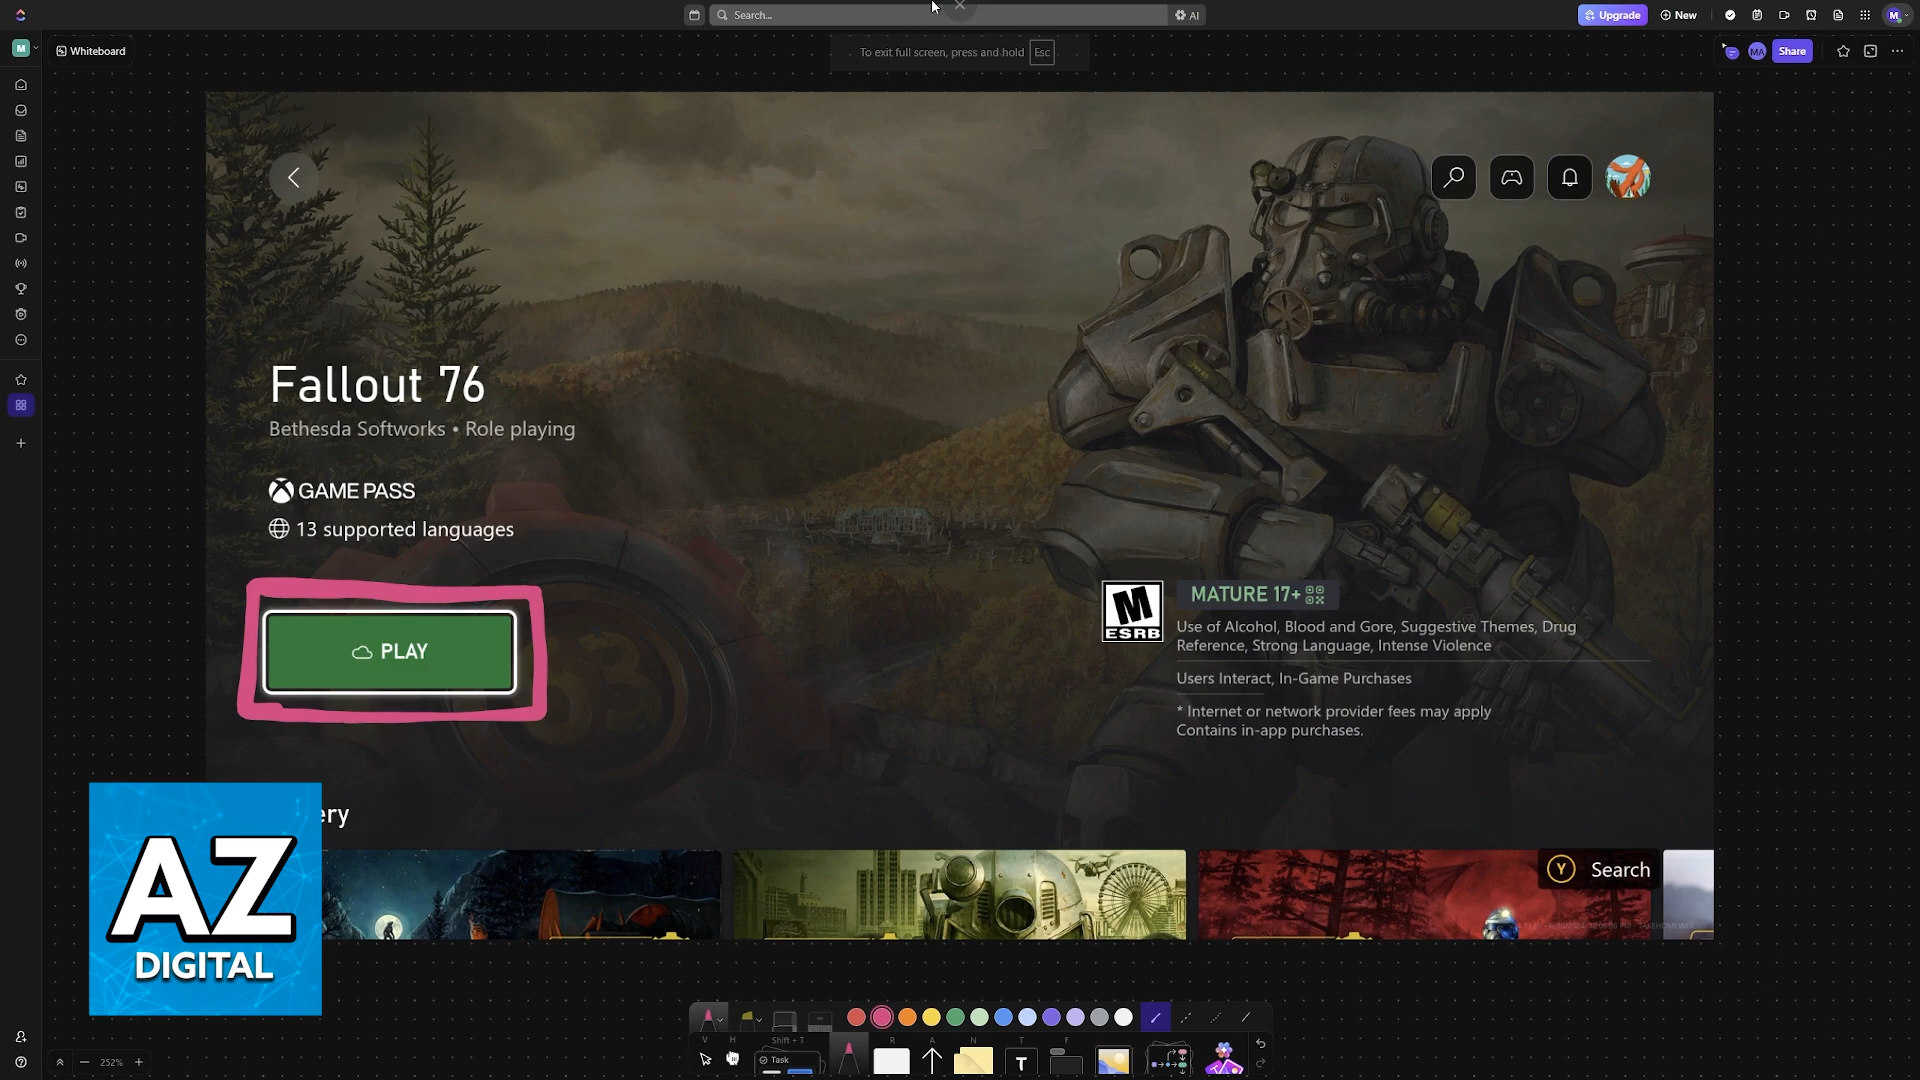 Search...
AI
Upgrade
New
M
M
Whiteboard
To exit full screen, press and hold Esc
MA
Share
Fallout 76
Bethesda Softworks • Role playing
GAME PASS
13 supported languages
PLAY
M
ESRB
MATURE 17+
Use of Alcohol, Blood and Gore, Suggestive Themes, Drug
Reference, Strong Language, Intense Violence
Users Interact, In-Game Purchases
* Internet or network provider fees may apply
Contains in-app purchases.
ery
Y Search
AZ
DIGITAL
V H Shift + T R A N T F
Task
T
252%